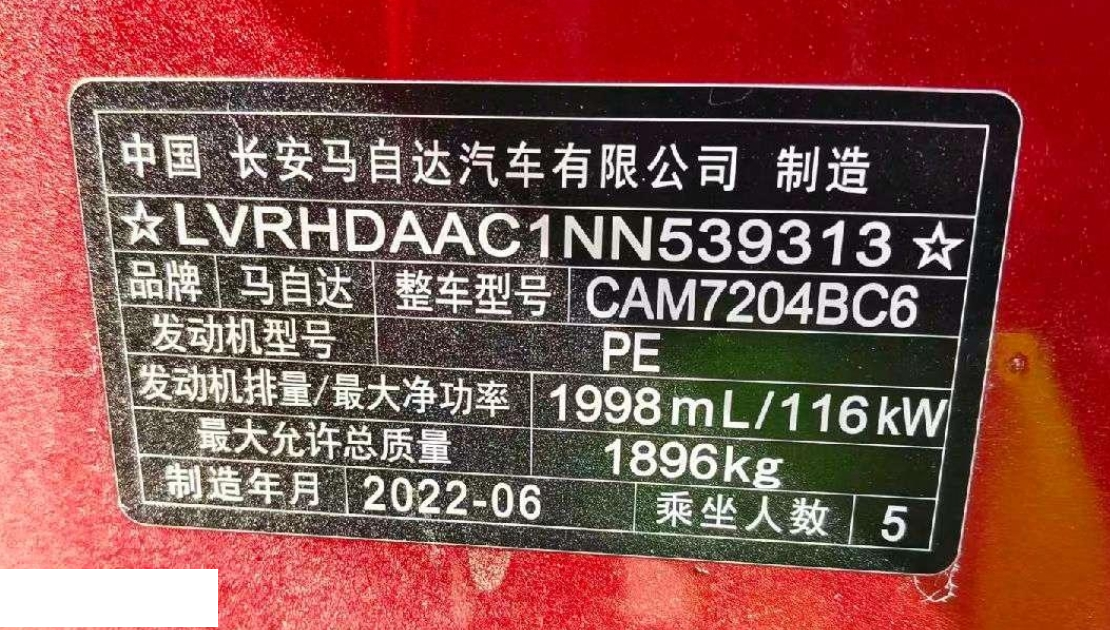 中国 长安马自达汽车有限公司 制造
☆LVRHDAAC1NN539313☆
品牌 马自达 整车型号 CAM7204BC6
发动机型号 PE
发动机排量/最大净功率 1998mL/116kW
最大允许总质量 1896kg
制造年月 2022-06 乘坐人数 5